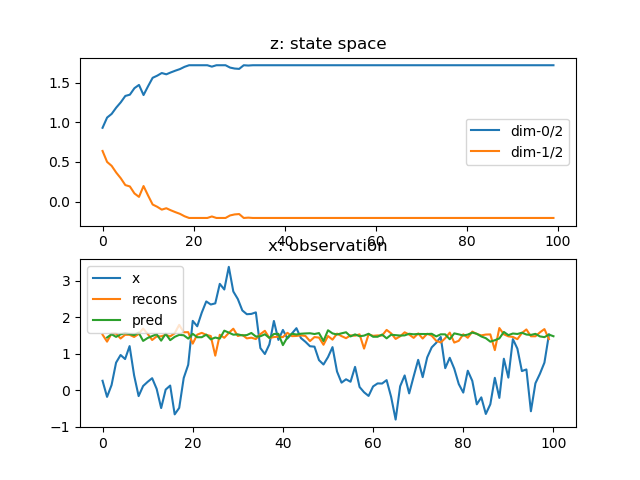 z: state space
1.5
1.0
0.5
0.0
dim-0/2
dim-1/2
0 20 40 60 80 100
x: observation
3
2
1
0
−1
x
recons
pred
0 20 40 60 80 100